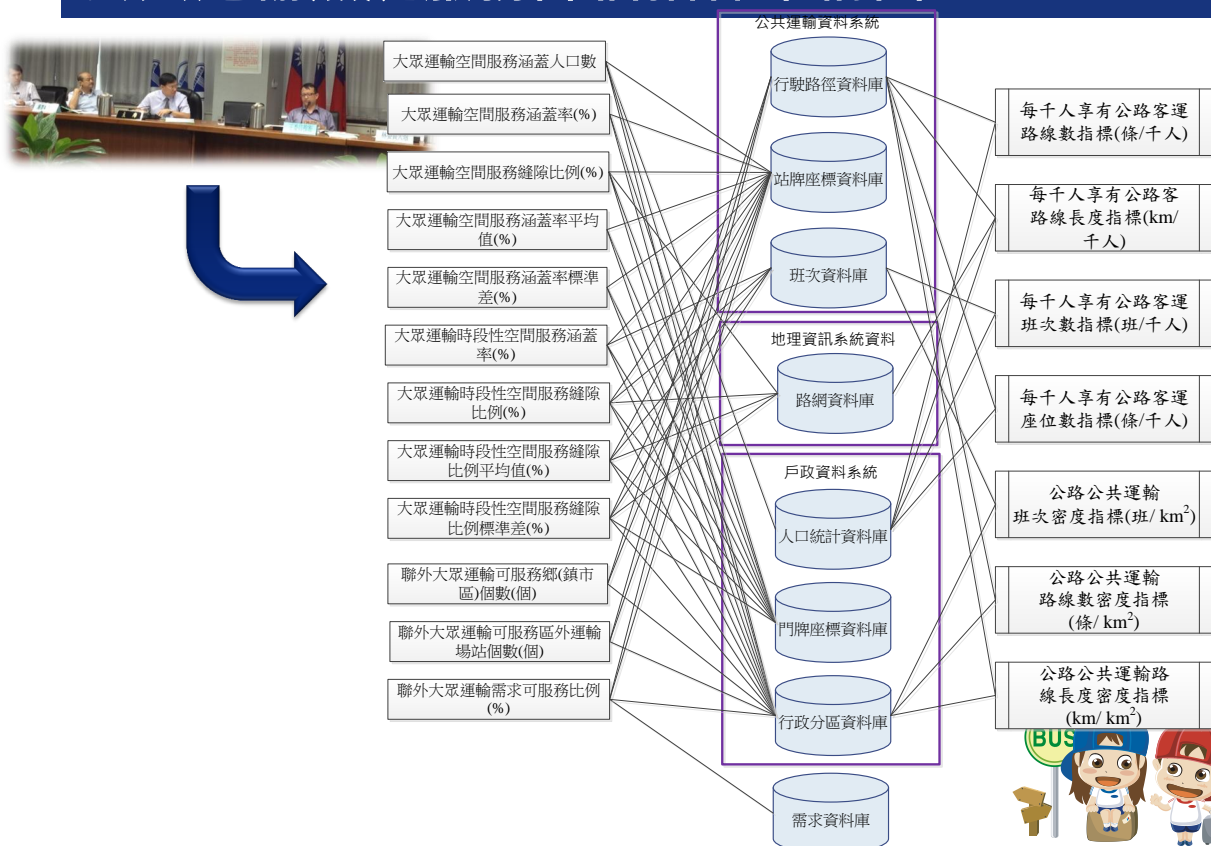 大眾運輸空間服務涵蓋人口數
大眾運輸空間服務涵蓋率(%)
大眾運輸空間服務縫隙比例(%)
大眾運輸空間服務涵蓋率平均
值(%)
大眾運輸空間服務涵蓋率標準
差(%)
大眾運輸時段性空間服務涵蓋
率(%)
大眾運輸時段性空間服務縫隙
比例(%)
大眾運輸時段性空間服務縫隙
比例平均值(%)
大眾運輸時段性空間服務縫隙
比例標準差(%)
聯外大眾運輸可服務鄉(鎮市
區)個數(個)
聯外大眾運輸可服務區外運輸
場站個數(個)
聯外大眾運輸需求可服務比例
(%)
公共運輸資料系統
行駛路徑資料庫
站牌座標資料庫
班次資料庫
地理資訊系統資料
路網資料庫
戶政資料系統
人口統計資料庫
門牌座標資料庫
行政分區資料庫
需求資料庫
每千人享有公路客運
路線數指標(條/千人)
每千人享有公路客
路線長度指標(km/
千人)
每千人享有公路客運
班次數指標(班/千人)
每千人享有公路客運
座位數指標(條/千人)
公路公共運輸
班次密度指標(班/ km²)
公路公共運輸
路線數密度指標
(條/ km²)
公路公共運輸路
線長度密度指標
(km/ km²)
BUS